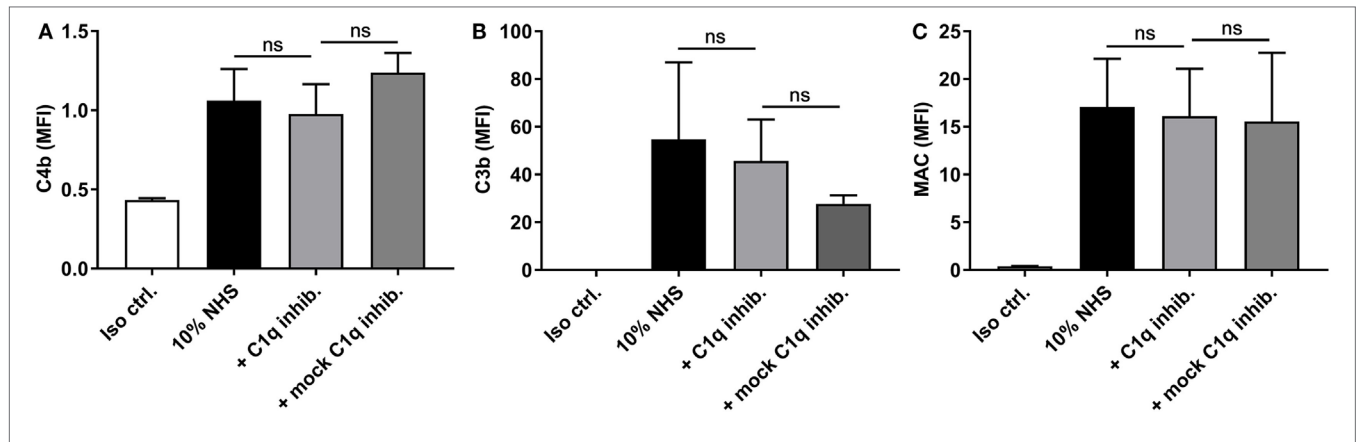 A
C4b (MFI)
1.5
1.0
0.5
0.0
ns
ns
Iso ctrl.
10% NHS
+ C1q inhib.
+ mock C1q inhib.
B
C3b (MFI)
100
80
60
40
20
0
ns
ns
Iso ctrl.
10% NHS
+ C1q inhib.
+ mock C1q inhib.
C
MAC (MFI)
25
20
15
10
5
0
ns
ns
Iso ctrl.
10% NHS
+ C1q inhib.
+ mock C1q inhib.